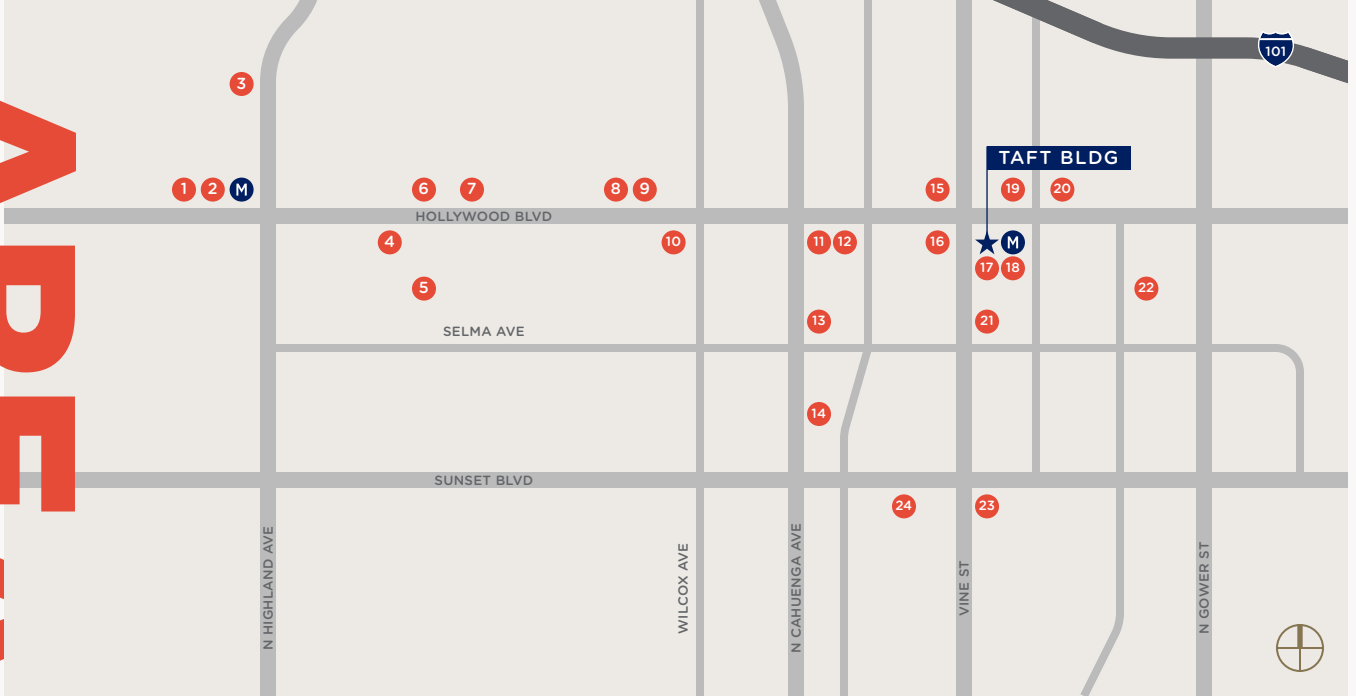 101
3
TAFT BLDG
1 2 M 6 7 8 9 15 19 20
HOLLYWOOD BLVD
4 10 11 12 16 M
17 18
5 22
13 21
SELMA AVE
14
SUNSET BLVD
24 23
N HIGHLAND AVE
WILCOX AVE
N CAHUENGA AVE
VINE ST
N GOWER ST